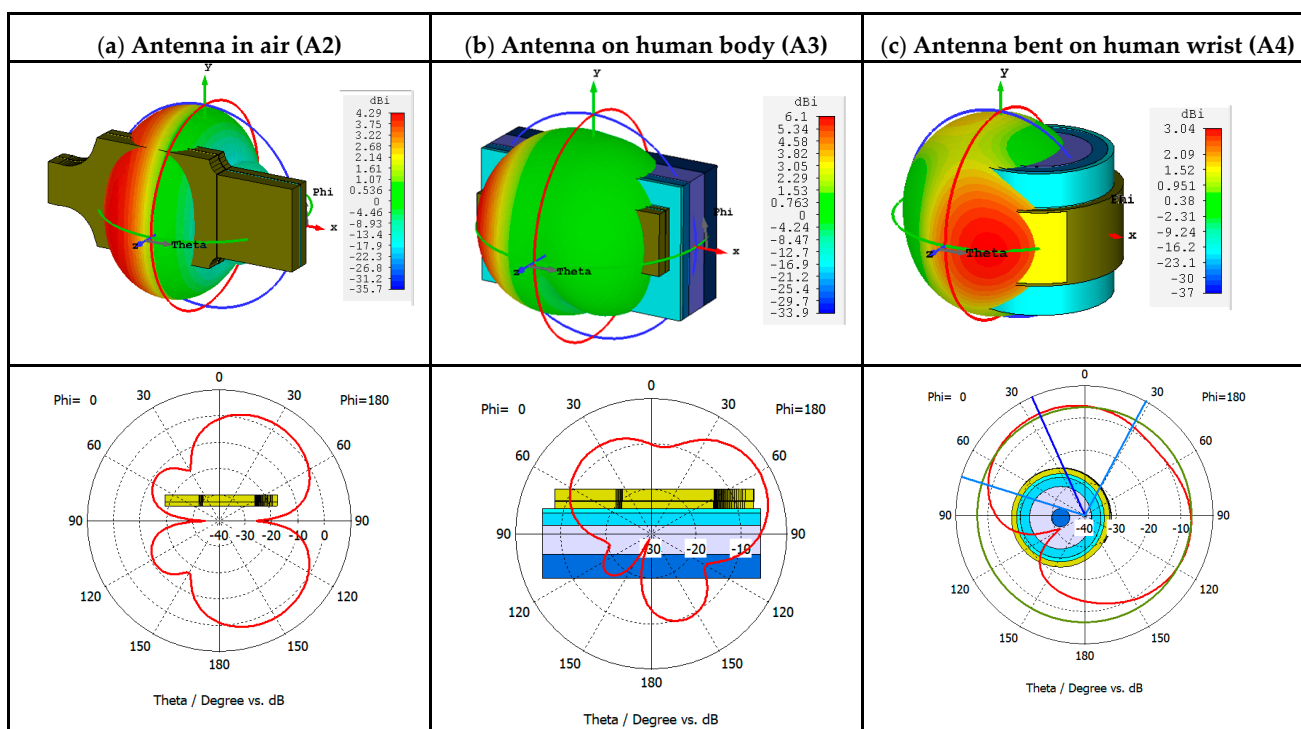 (a) Antenna in air (A2)
(b) Antenna on human body (A3)
(c) Antenna bent on human wrist (A4)
y
dBi
4.29
3.75
3.22
2.68
2.14
1.61
1.07
0.536
0
-4.46
-8.93
-13.4
-17.9
-22.3
-26.8
-31.2
-35.7
Phi
x
z
Theta
y
dBi
6.1
5.34
4.58
3.82
3.05
2.29
1.53
0.763
0
-4.24
-8.47
-12.7
-16.9
-21.2
-25.4
-29.7
-33.9
Phi
x
z
Theta
y
dBi
3.04
2.09
1.52
0.951
0.38
-2.31
-9.24
-16.2
-30
-37
Phi
x
z
Theta
0
Phi= 0 30 30 Phi=180
60 60
90 -40 -30 -20 -10 0 90
120 120
150 150
180
Theta / Degree vs. dB
0
Phi= 0 30 30 Phi=180
60 60
90 -30 -20 -10 90
120 120
150 150
180
Theta / Degree vs. dB
0
Phi= 0 30 30 Phi=180
60 60
90 -40 -30 -20 -10 0 90
120 120
150 150
180
Theta / Degree vs. dB